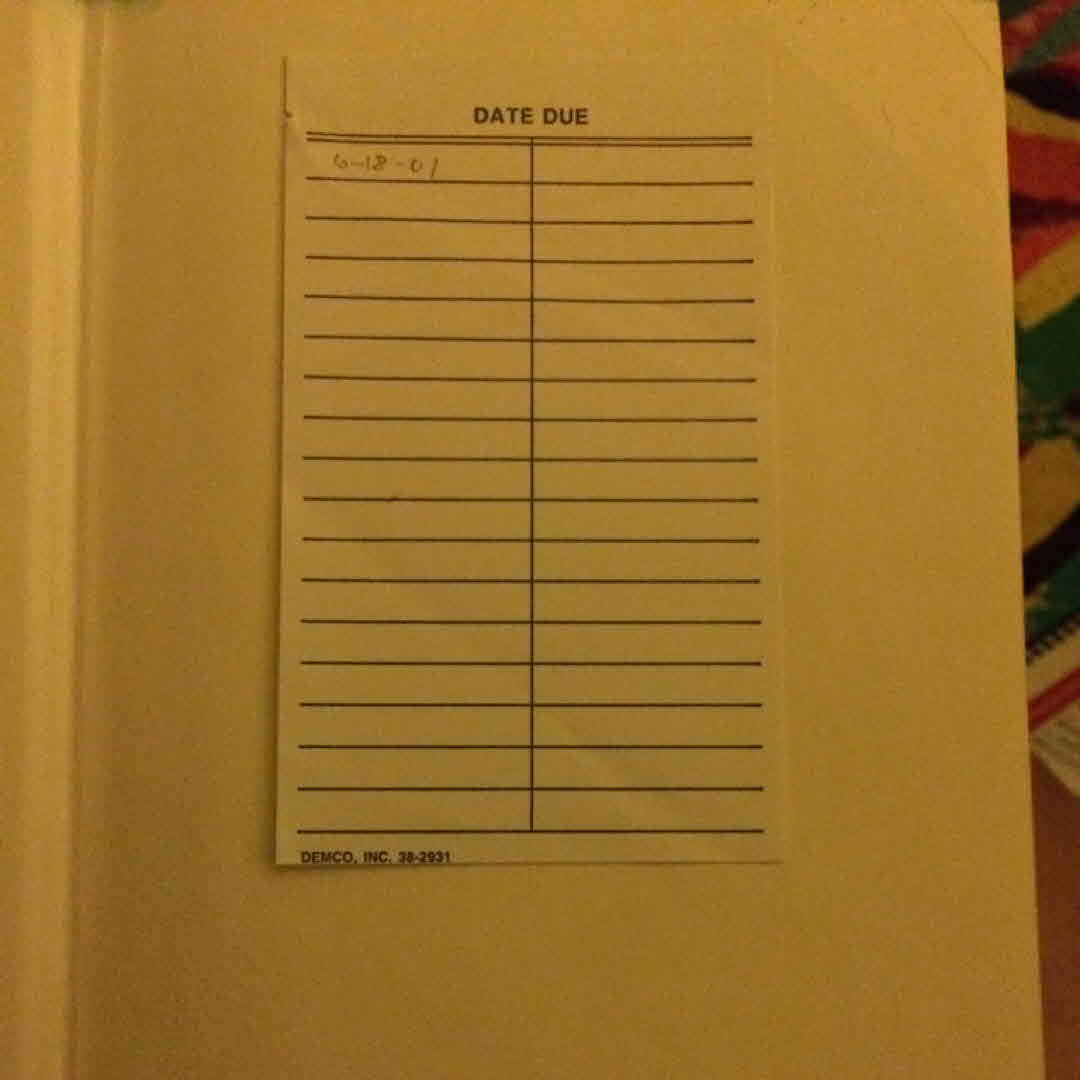 DATE DUE
6-18-01
DEMCO, INC. 38-2931